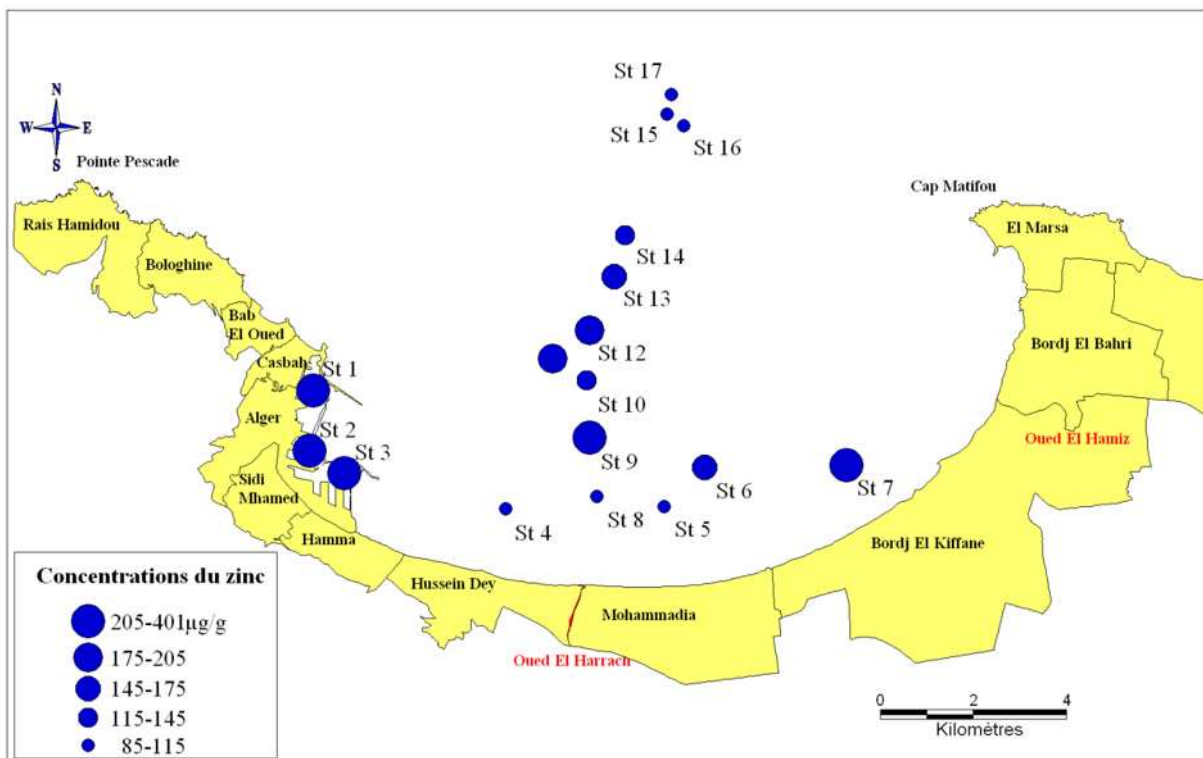 St 17
N
W E
St 15
St 16
S
Pointe Pescade
Cap Matifou
Rais Hamidou
El Marsa
St 14
Bologhine
St 13
Bab
El Oued
St 12
Bordj El Bahri
Casbah
St 1
St 10
Alger
St 2
Oued El Hamiz
St 3
St 9
Sidi
Mhamed
St 6
St 7
St 4
St 8
St 5
Hamma
Bordj El Kiffane
Hussein Dey
Mohammadia
Oued El Harrach
Concentrations du zinc
205-401µg/g
175-205
145-175
115-145
85-115
0 2 4
Kilomètres